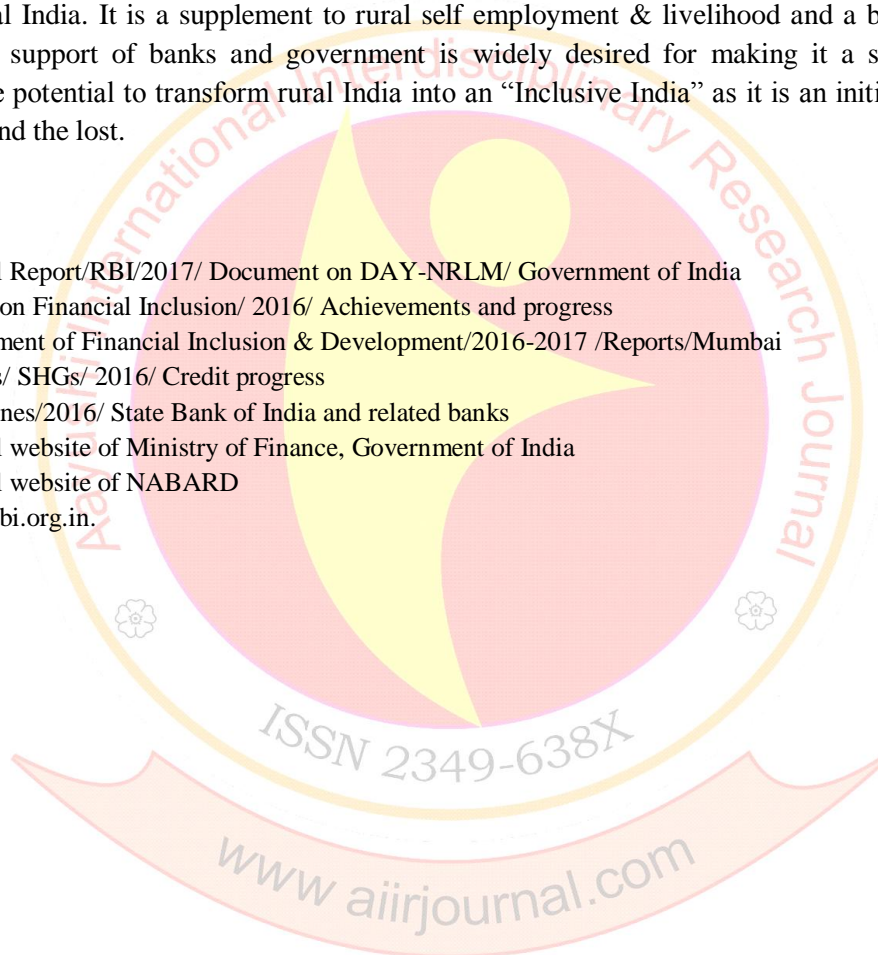 al India. It is a supplement to rural self employment & livelihood and a b
support of banks and government is widely desired for making it a s
e potential to transform rural India into an “Inclusive India” as it is an initi
nd the lost.
l Report/RBI/2017/ Document on DAY-NRLM/ Government of India
on Financial Inclusion/ 2016/ Achievements and progress
ment of Financial Inclusion & Development/2016-2017 /Reports/Mumbai
s/ SHGs/ 2016/ Credit progress
nes/2016/ State Bank of India and related banks
l website of Ministry of Finance, Government of India
l website of NABARD
bi.org.in.
Aayushi International Interdisciplinary Research Journal
ISSN 2349-638X
www aiirjournal.com